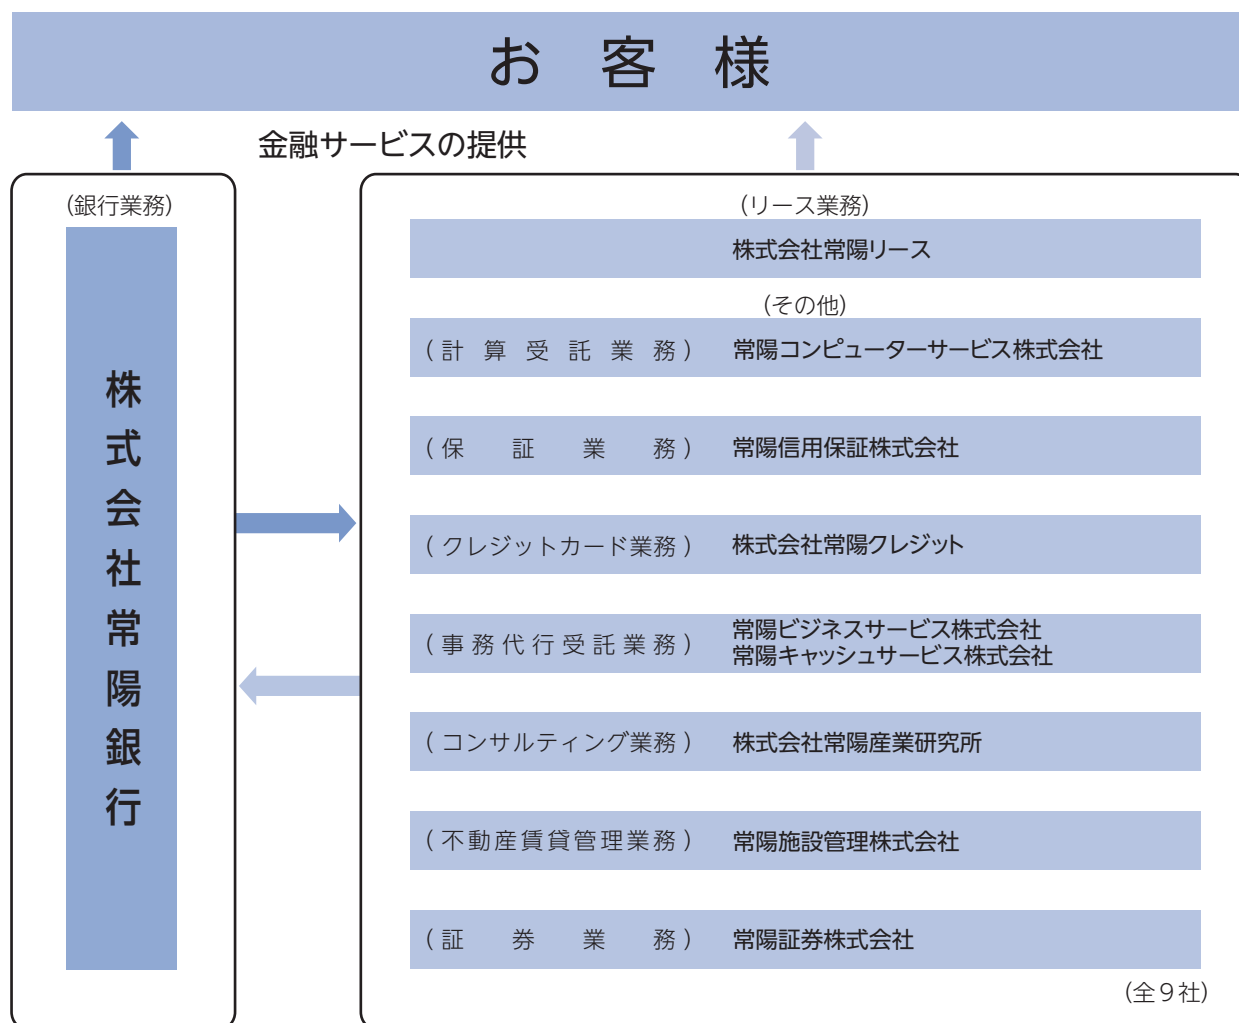 お客様
金融サービスの提供
(銀行業務)
株式会社常陽銀行
(リース業務)
株式会社常陽リース
(その他)
(計算受託業務) 常陽コンピューターサービス株式会社
(保証業務) 常陽信用保証株式会社
(クレジットカード業務) 株式会社常陽クレジット
(事務代行受託業務) 常陽ビジネスサービス株式会社
常陽キャッシュサービス株式会社
(コンサルティング業務) 株式会社常陽産業研究所
(不動産賃貸管理業務) 常陽施設管理株式会社
(証券業務) 常陽証券株式会社
(全9社)